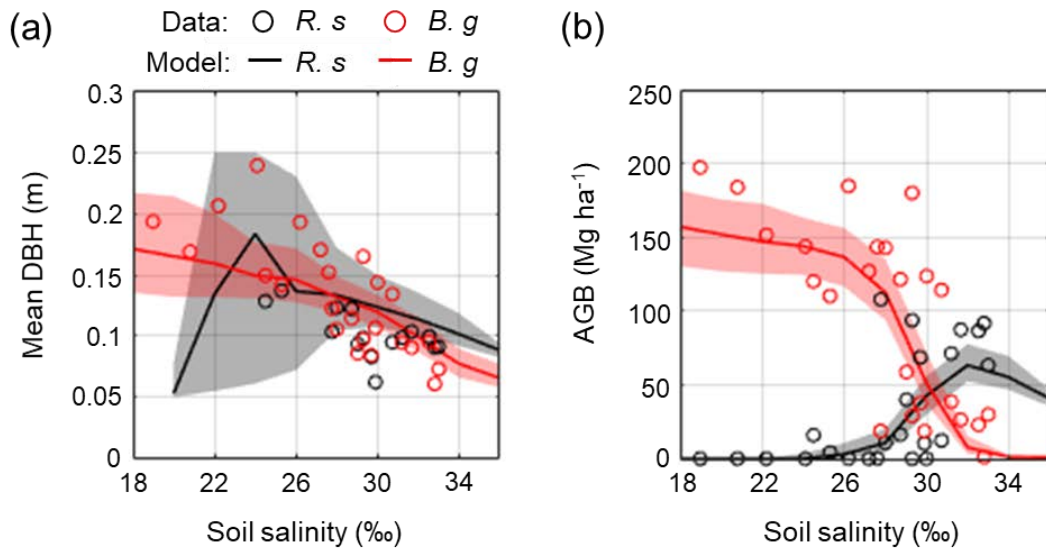 (a)
Data: R. s B. g
Model: R. s B. g
Mean DBH (m)
0.3
0.25
0.2
0.15
0.1
0.05
0
18 22 26 30 34
Soil salinity (‰)
(b)
AGB (Mg ha⁻¹)
250
200
150
100
50
0
18 22 26 30 34
Soil salinity (‰)